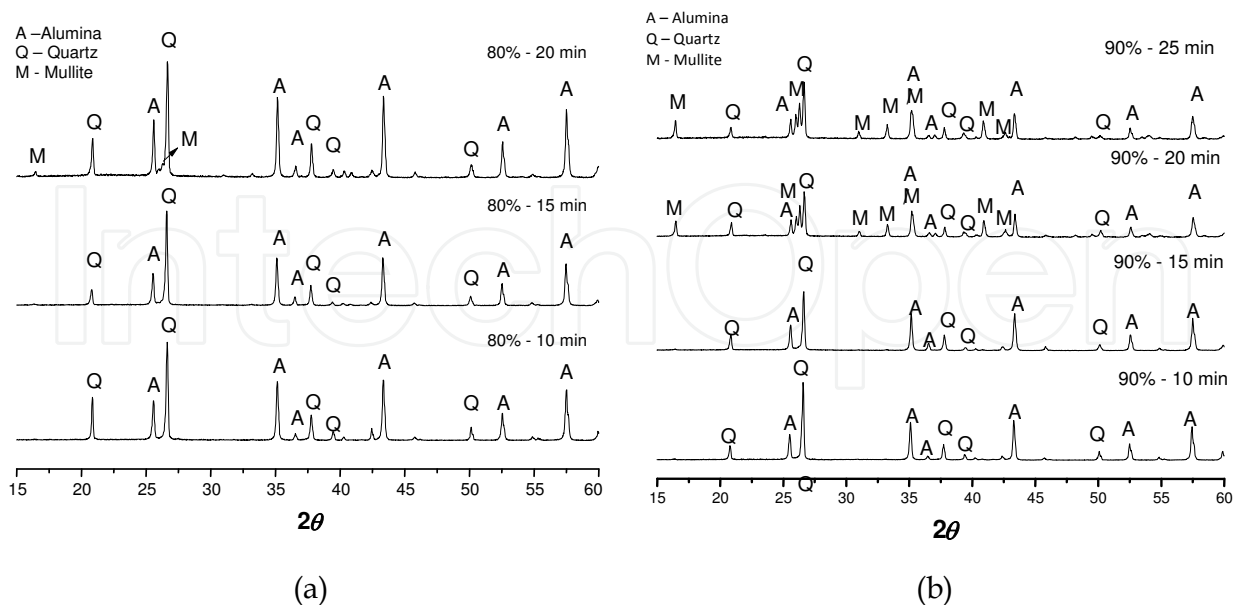 A –Alumina
Q – Quartz
M - Mullite
80% - 20 min
M Q A M Q A A Q Q A Q A A
80% - 15 min
Q A Q A A Q Q A Q A A
80% - 10 min
Q A Q A A Q Q A Q A A
15 20 25 30 35 40 45 50 55 60
2θ
(a)
A – Alumina
Q – Quartz
M - Mullite
90% - 25 min
M Q A M Q M M A M A Q Q M M A Q A A
90% - 20 min
M Q M A Q M M A M A Q Q M M A Q A A
90% - 15 min
Q A Q A A Q Q A Q A A
90% - 10 min
Q A Q A A Q Q A Q A A
Q
15 20 25 30 35 40 45 50 55 60
2θ
(b)
IntechOpen